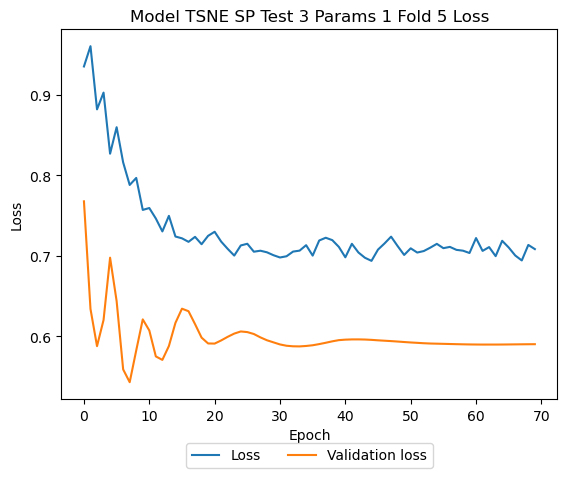 Model TSNE SP Test 3 Params 1 Fold 5 Loss
Loss
0.9
0.8
0.7
0.6
0 10 20 30 40 50 60 70
Epoch
Loss Validation loss